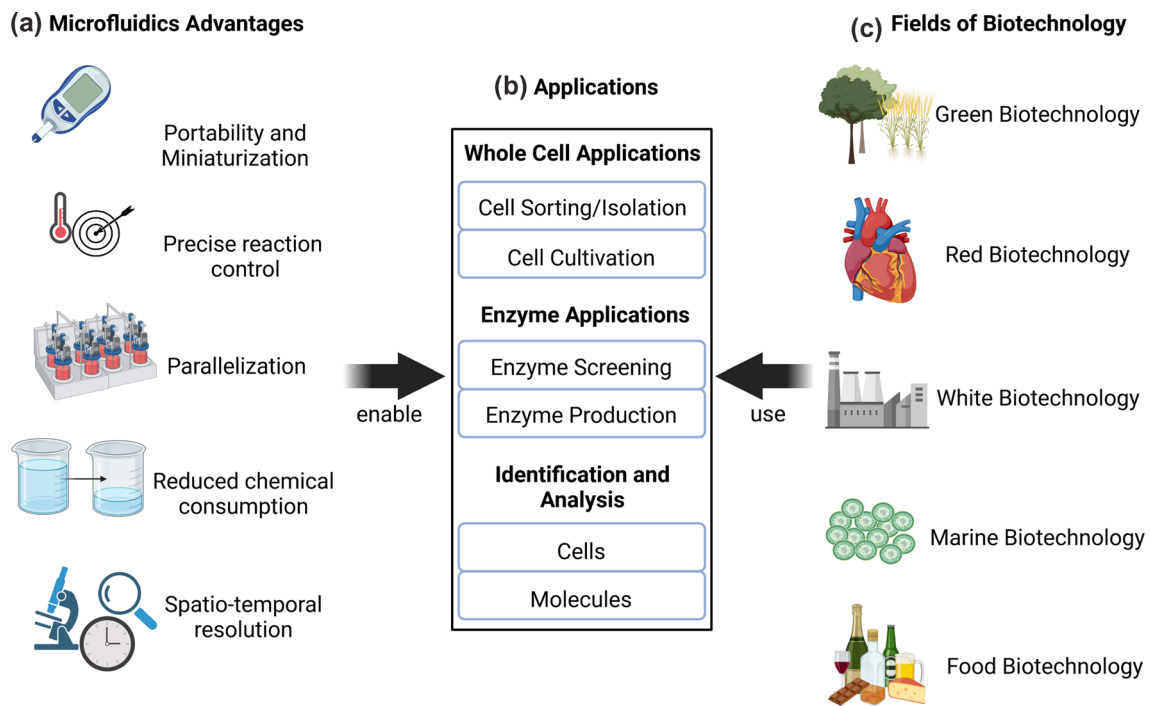 (a) Microfluidics Advantages
Portability and
Miniaturization
Precise reaction
control
Parallelization
Reduced chemical
consumption
Spatio-temporal
resolution
enable
(b) Applications
Whole Cell Applications
Cell Sorting/Isolation
Cell Cultivation
Enzyme Applications
Enzyme Screening
Enzyme Production
Identification and
Analysis
Cells
Molecules
use
(c) Fields of Biotechnology
Green Biotechnology
Red Biotechnology
White Biotechnology
Marine Biotechnology
Food Biotechnology